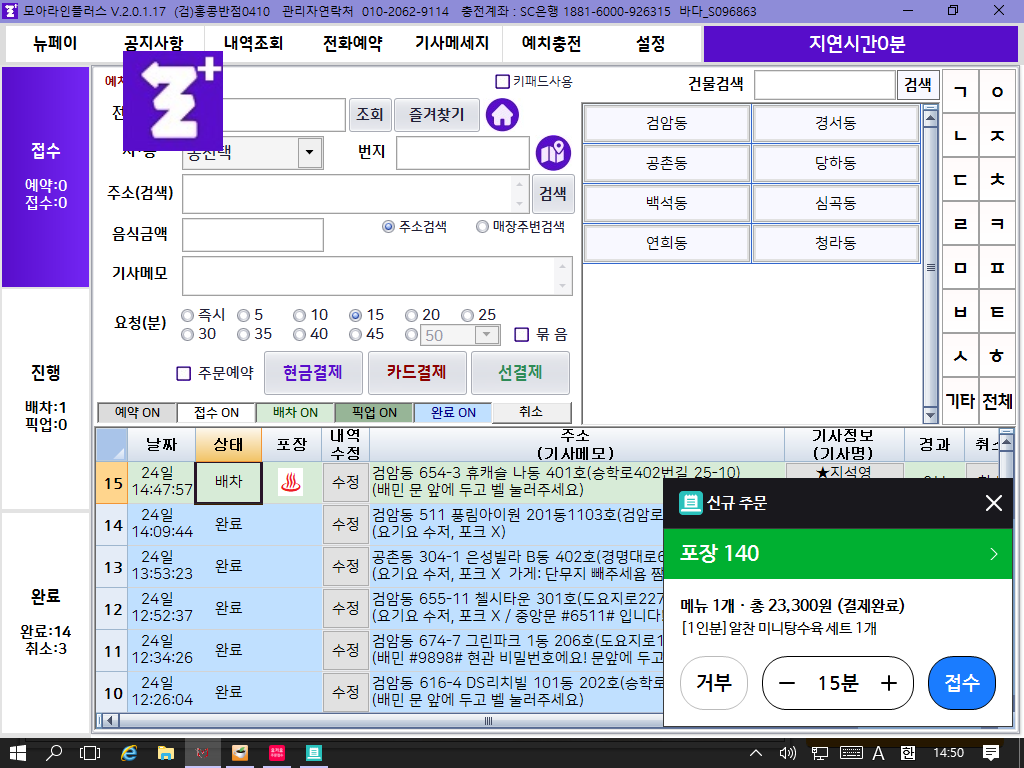 모아라인플러스 V.2.0.1.17 (검)홍콩반점0410 관리자연락처 010-2062-9114 충전계좌 : SC은행 1881-6000-926315 바다_S096863
뉴페이 공지사항 내역조회 전화예약 기사메세지 예치충전 설정 지연시간0분
접수
예약:0
접수:0
진행
배차:1
픽업:0
완료
완료:14
취소:3
키패드사용
조회 즐겨찾기
동선택
번지
주소(검색)
검색
음식금액
주소검색 매장주변검색
기사메모
요청(분)
즉시 5 10 15 20 25
30 35 40 45 50 묶 음
주문예약 현금결제 카드결제 선결제
예약 ON 접수 ON 배차 ON 픽업 ON 완료 ON 취소
건물검색 검색
검암동 경서동
공촌동 당하동
백석동 심곡동
연희동 청라동
ㄱ ㅇ
ㄴ ㅈ
ㄷ ㅊ
ㄹ ㅋ
ㅁ ㅍ
ㅂ ㅌ
ㅅ ㅎ
기타 전체
날짜 상태 포장 내역 수정 주소 (기사메모) 기사정보 (기사명) 경과
15 24일 14:47:57 배차 수정 검암동 654-3 휴캐슬 나동 401호(승학로402번길 25-10) ★지석영
(배민 문 앞에 두고 벨 눌러주세요)
14 24일 14:09:44 완료 수정 검암동 511 풍림아이원 201동1103호(검암로
(요기요 수저, 포크 X)
13 24일 13:53:23 완료 수정 공촌동 304-1 은성빌라 B동 402호(경명대로6
(요기요 수저, 포크 X 가게: 단무지 빼주세욥 짬
12 24일 12:52:37 완료 수정 검암동 655-11 첼시타운 301호(도요지로227
(요기요 수저, 포크 X / 중앙문 #6511# 입니다!
11 24일 12:34:26 완료 수정 검암동 674-7 그린파크 1동 206호(도요지로1
(배민 #9898# 현관 비밀번호에요! 문앞에 두고
10 24일 12:26:04 완료 수정 검암동 616-4 DS리치빌 101동 202호(승학로
(배민 문 앞에 두고 벨 눌러주세요)
신규 주문
포장 140
메뉴 1개 · 총 23,300원 (결제완료)
[1인분]알찬 미니탕수육 세트 1개
거부 15분 접수
A 한 14:50